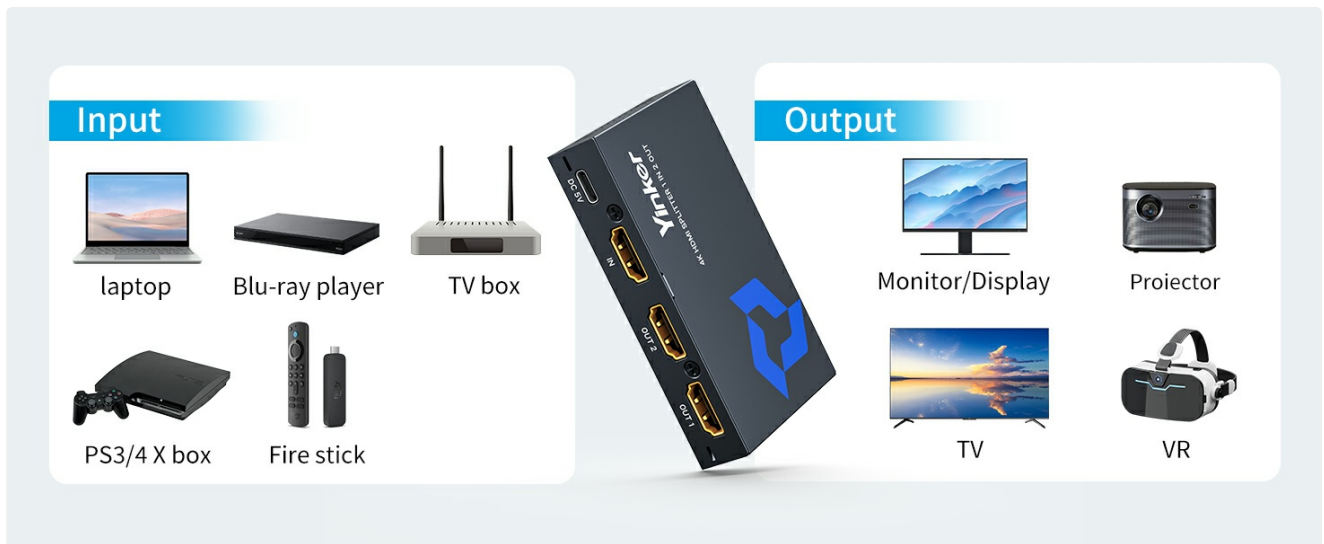 Input
laptop
Blu-ray player
TV box
PS3/4 X box
Fire stick
DC 5V
IN
OUT 2
OUT 1
Yinker
4K HDMI SPLITTER 1 IN 2 OUT
Output
Monitor/Display
Proiector
TV
VR